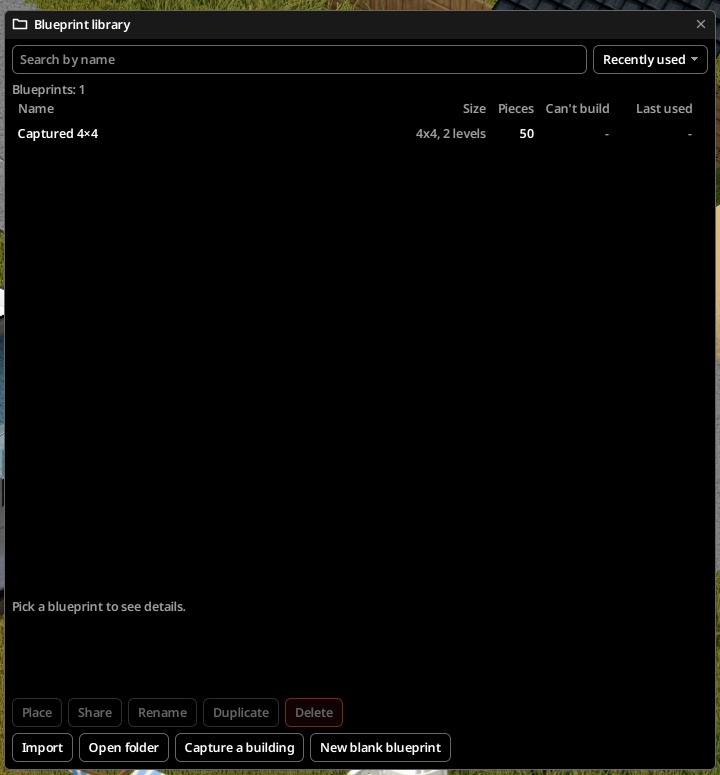 Blueprint library
Search by name
Recently used
Blueprints: 1
Name Size Pieces Can't build Last used
Captured 4×4 4x4, 2 levels 50 - -
Pick a blueprint to see details.
Place Share Rename Duplicate Delete
Import Open folder Capture a building New blank blueprint